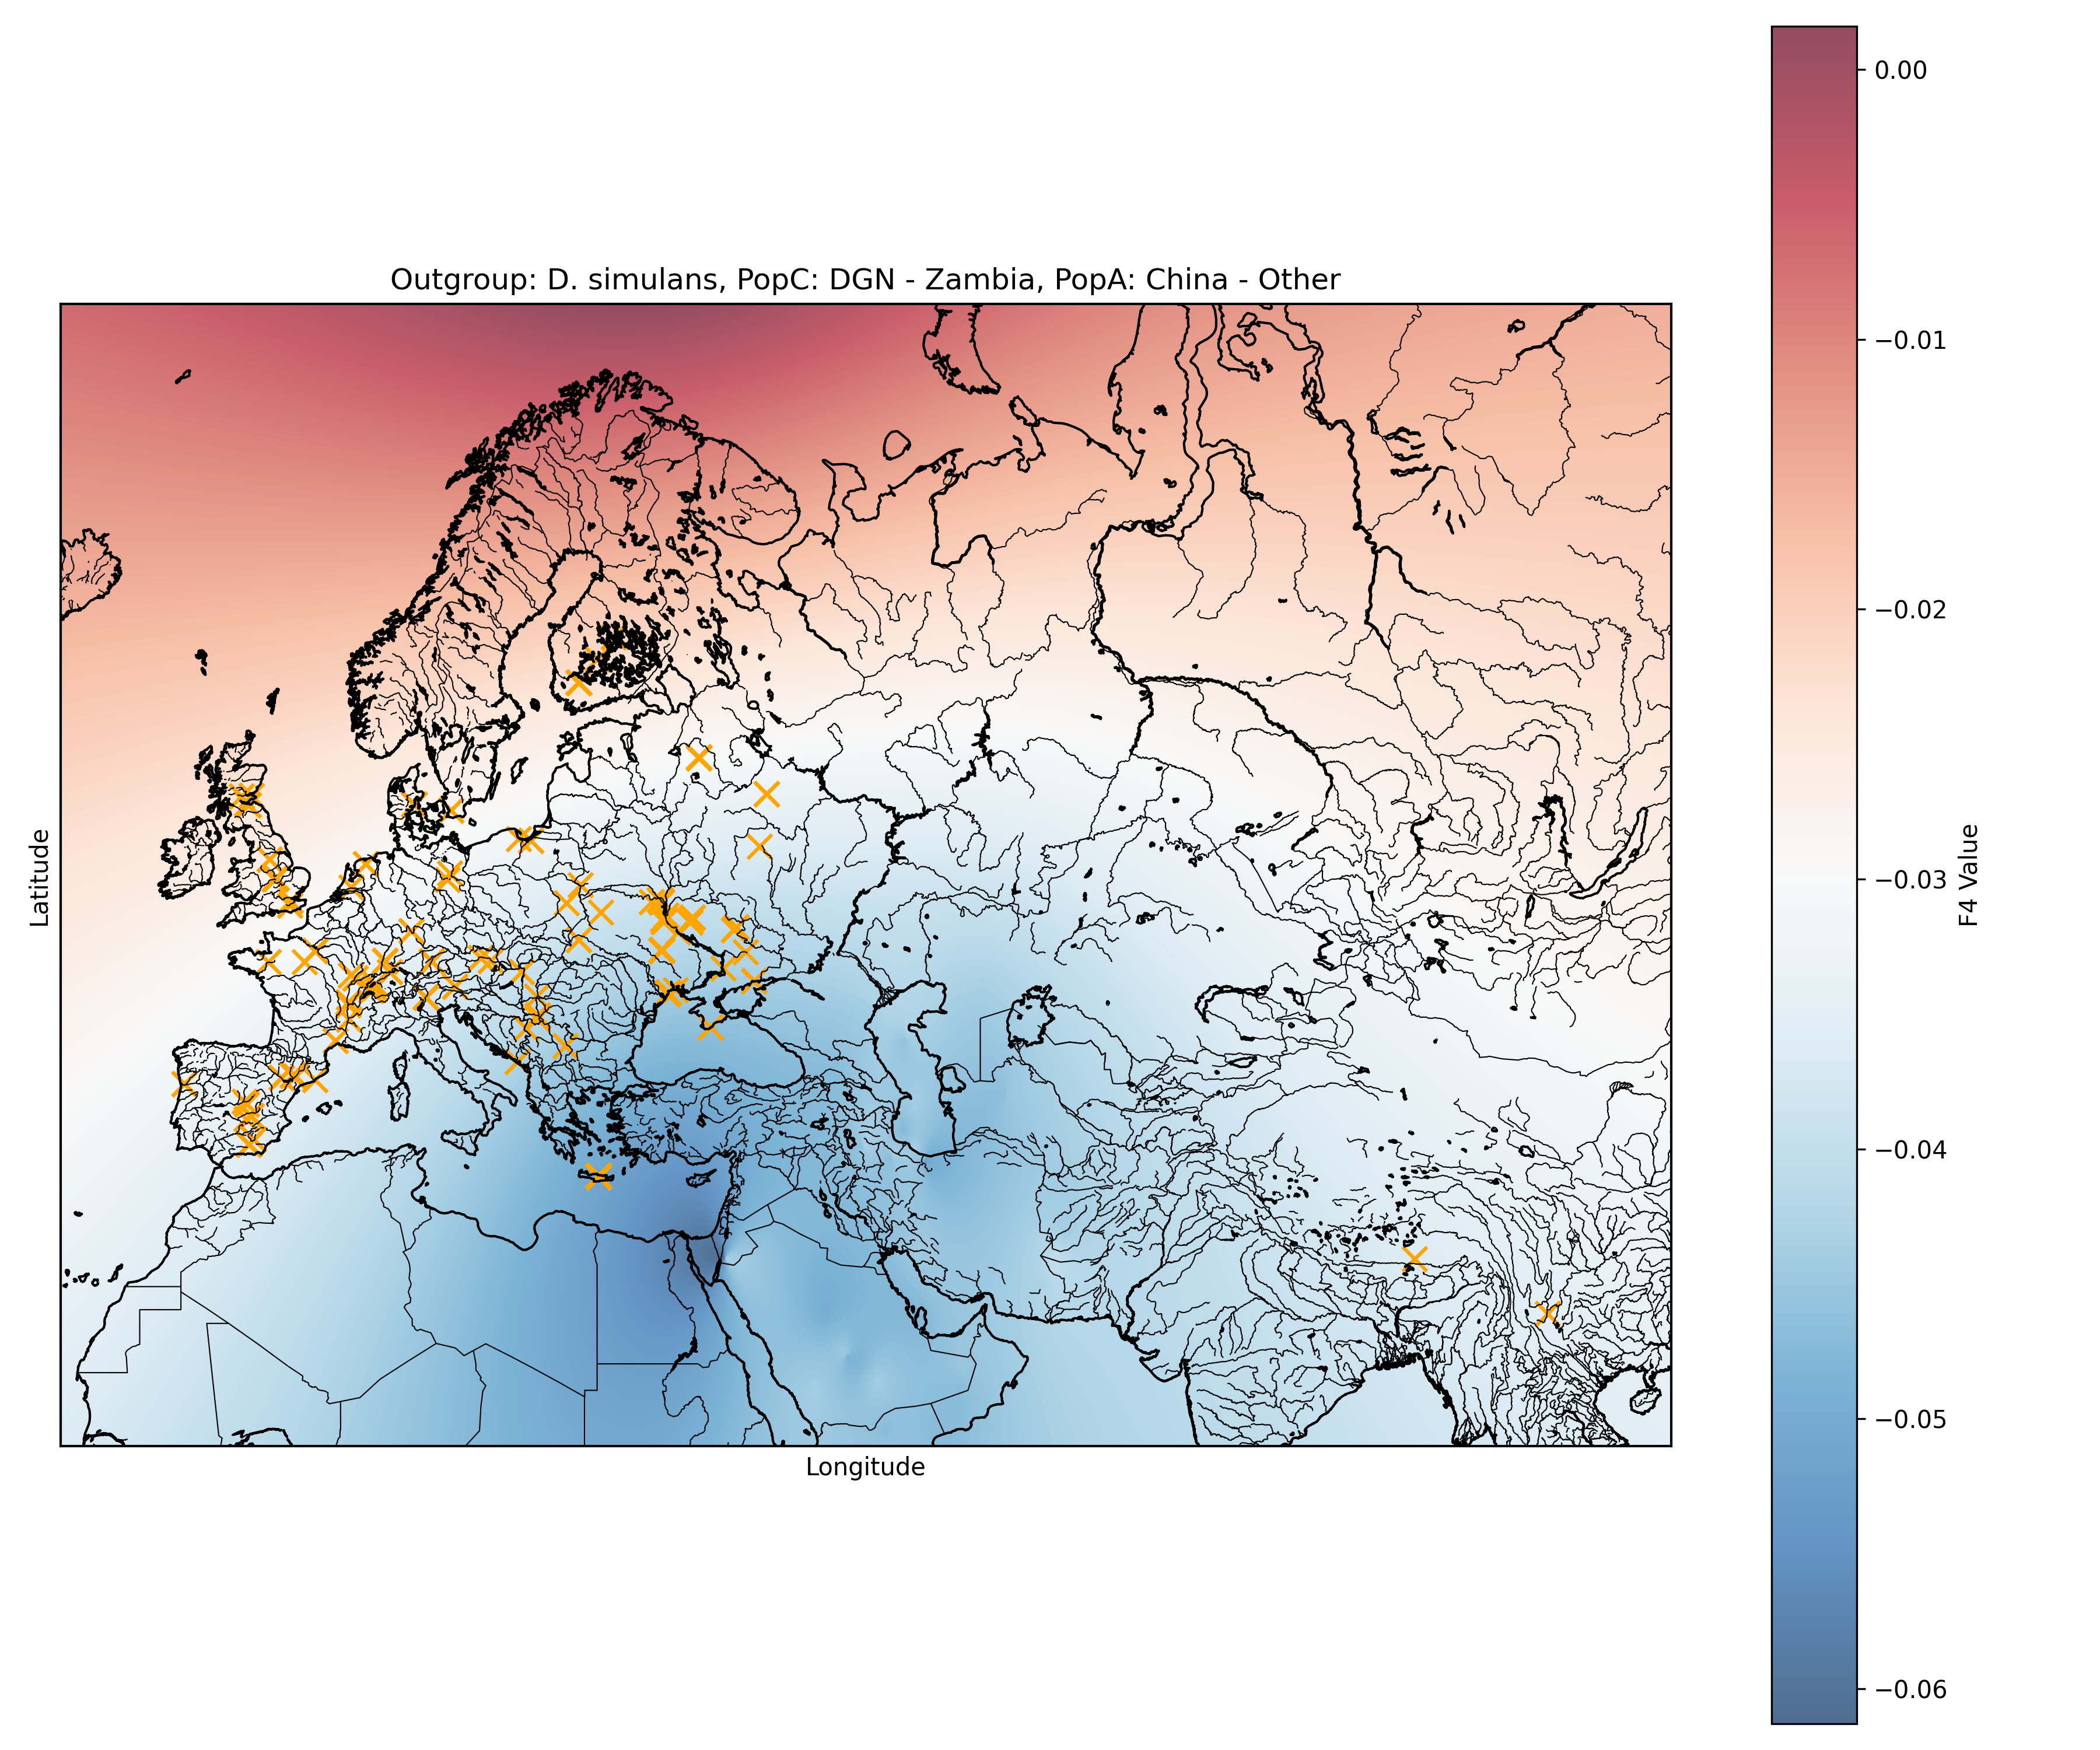 Outgroup: D. simulans, PopC: DGN - Zambia, PopA: China - Other
Latitude
Longitude
0.00
−0.01
−0.02
−0.03
−0.04
−0.05
−0.06
F4 Value